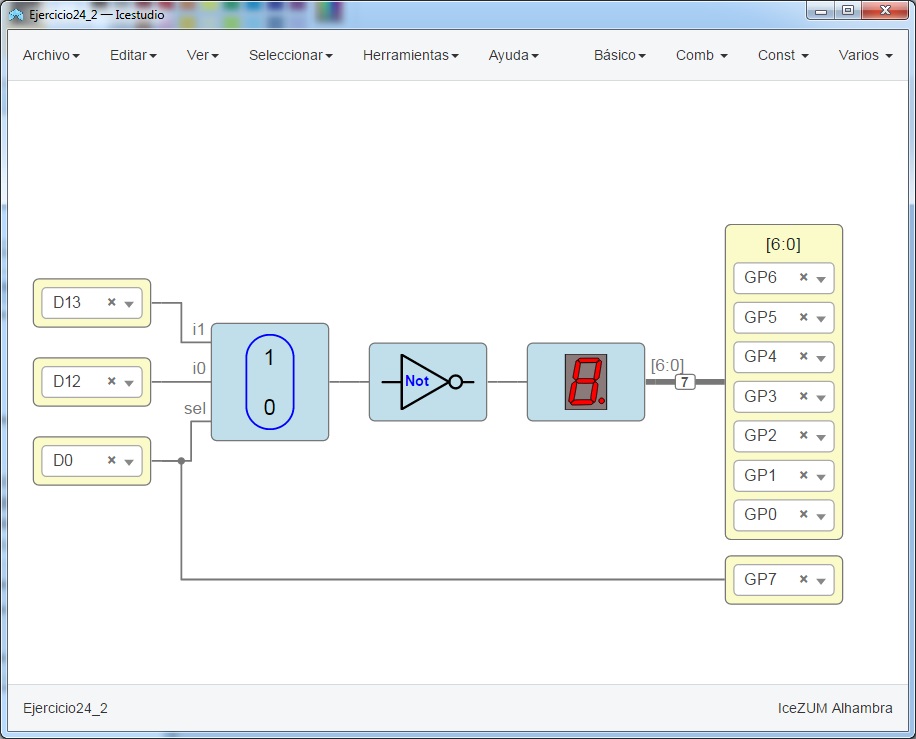 Ejercicio24_2 — Icestudio
Archivo Editar Ver Seleccionar Herramientas Ayuda Básico Comb Const Varios
[6:0]
GP6
D13
i1
GP5
1
GP4
i0
[6:0]
D12
Not
8.
7
0
GP3
sel
GP2
D0
GP1
GP0
GP7
Ejercicio24_2
IceZUM Alhambra